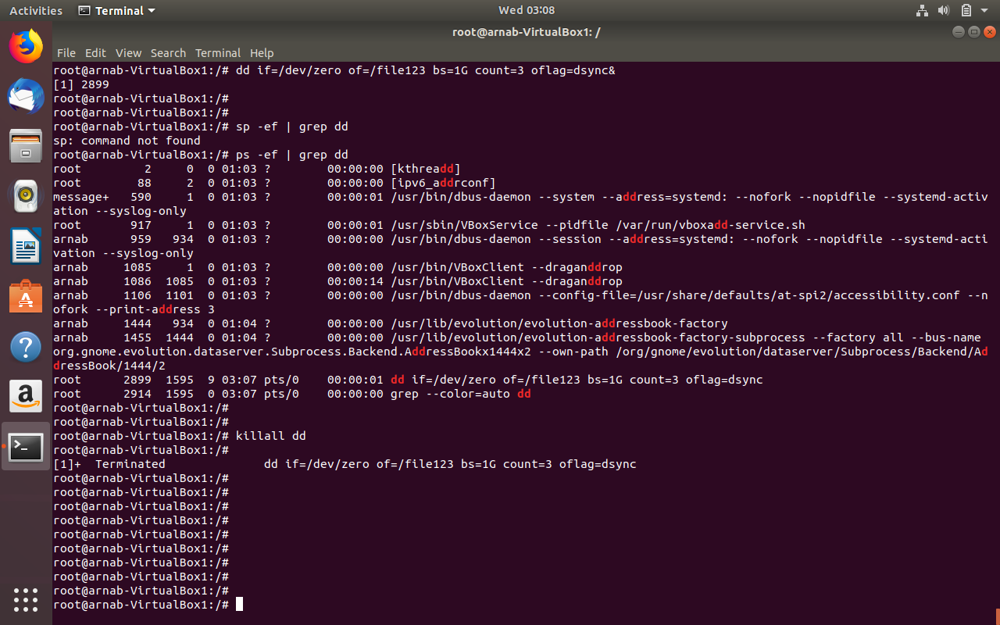 Activities Terminal Wed 03:08
root@arnab-VirtualBox1: /
File Edit View Search Terminal Help
root@arnab-VirtualBox1:/# dd if=/dev/zero of=/file123 bs=1G count=3 oflag=dsync&
[1] 2899
root@arnab-VirtualBox1:/#
root@arnab-VirtualBox1:/#
root@arnab-VirtualBox1:/# sp -ef | grep dd
sp: command not found
root@arnab-VirtualBox1:/# ps -ef | grep dd
root         2     0  0 01:03 ?        00:00:00 [kthreadd]
root        88     2  0 01:03 ?        00:00:00 [ipv6_addrconf]
message+   590     1  0 01:03 ?        00:00:01 /usr/bin/dbus-daemon --system --address=systemd: --nofork --nopidfile --systemd-activ
ation --syslog-only
root       917     1  0 01:03 ?        00:00:01 /usr/sbin/VBoxService --pidfile /var/run/vboxadd-service.sh
arnab      959   934  0 01:03 ?        00:00:00 /usr/bin/dbus-daemon --session --address=systemd: --nofork --nopidfile --systemd-acti
vation --syslog-only
arnab     1085     1  0 01:03 ?        00:00:00 /usr/bin/VBoxClient --draganddrop
arnab     1086  1085  0 01:03 ?        00:00:14 /usr/bin/VBoxClient --draganddrop
arnab     1106  1101  0 01:03 ?        00:00:00 /usr/bin/dbus-daemon --config-file=/usr/share/defaults/at-spi2/accessibility.conf --n
ofork --print-address 3
arnab     1444   934  0 01:04 ?        00:00:00 /usr/lib/evolution/evolution-addressbook-factory
arnab     1455  1444  0 01:04 ?        00:00:00 /usr/lib/evolution/evolution-addressbook-factory-subprocess --factory all --bus-name
org.gnome.evolution.dataserver.Subprocess.Backend.AddressBookx1444x2 --own-path /org/gnome/evolution/dataserver/Subprocess/Backend/Ad
dressBook/1444/2
root      2899  1595  9 03:07 pts/0    00:00:01 dd if=/dev/zero of=/file123 bs=1G count=3 oflag=dsync
root      2914  1595  0 03:07 pts/0    00:00:00 grep --color=auto dd
root@arnab-VirtualBox1:/#
root@arnab-VirtualBox1:/#
root@arnab-VirtualBox1:/# killall dd
root@arnab-VirtualBox1:/#
[1]+  Terminated              dd if=/dev/zero of=/file123 bs=1G count=3 oflag=dsync
root@arnab-VirtualBox1:/#
root@arnab-VirtualBox1:/#
root@arnab-VirtualBox1:/#
root@arnab-VirtualBox1:/#
root@arnab-VirtualBox1:/#
root@arnab-VirtualBox1:/#
root@arnab-VirtualBox1:/#
root@arnab-VirtualBox1:/#
root@arnab-VirtualBox1:/#
root@arnab-VirtualBox1:/#